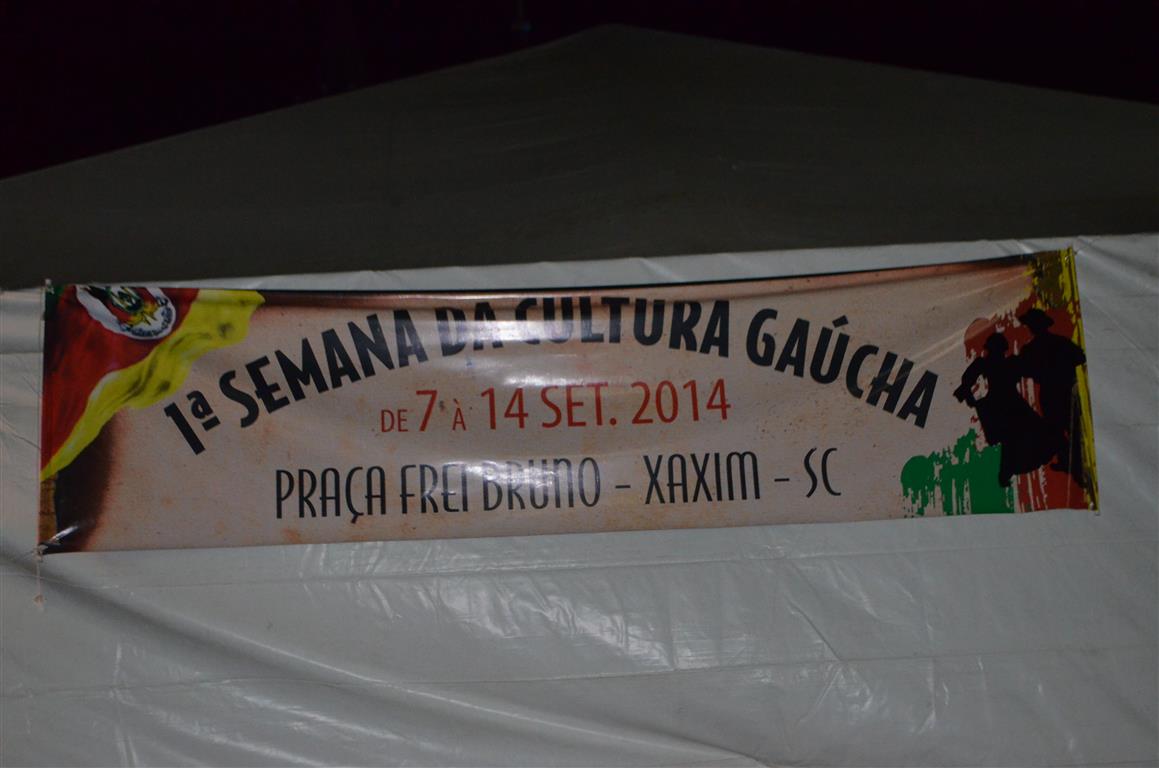 1ª SEMANA DA CULTURA GAÚCHA
DE 7 À 14 SET. 2014
PRAÇA FREI BRUNO - XAXIM - SC